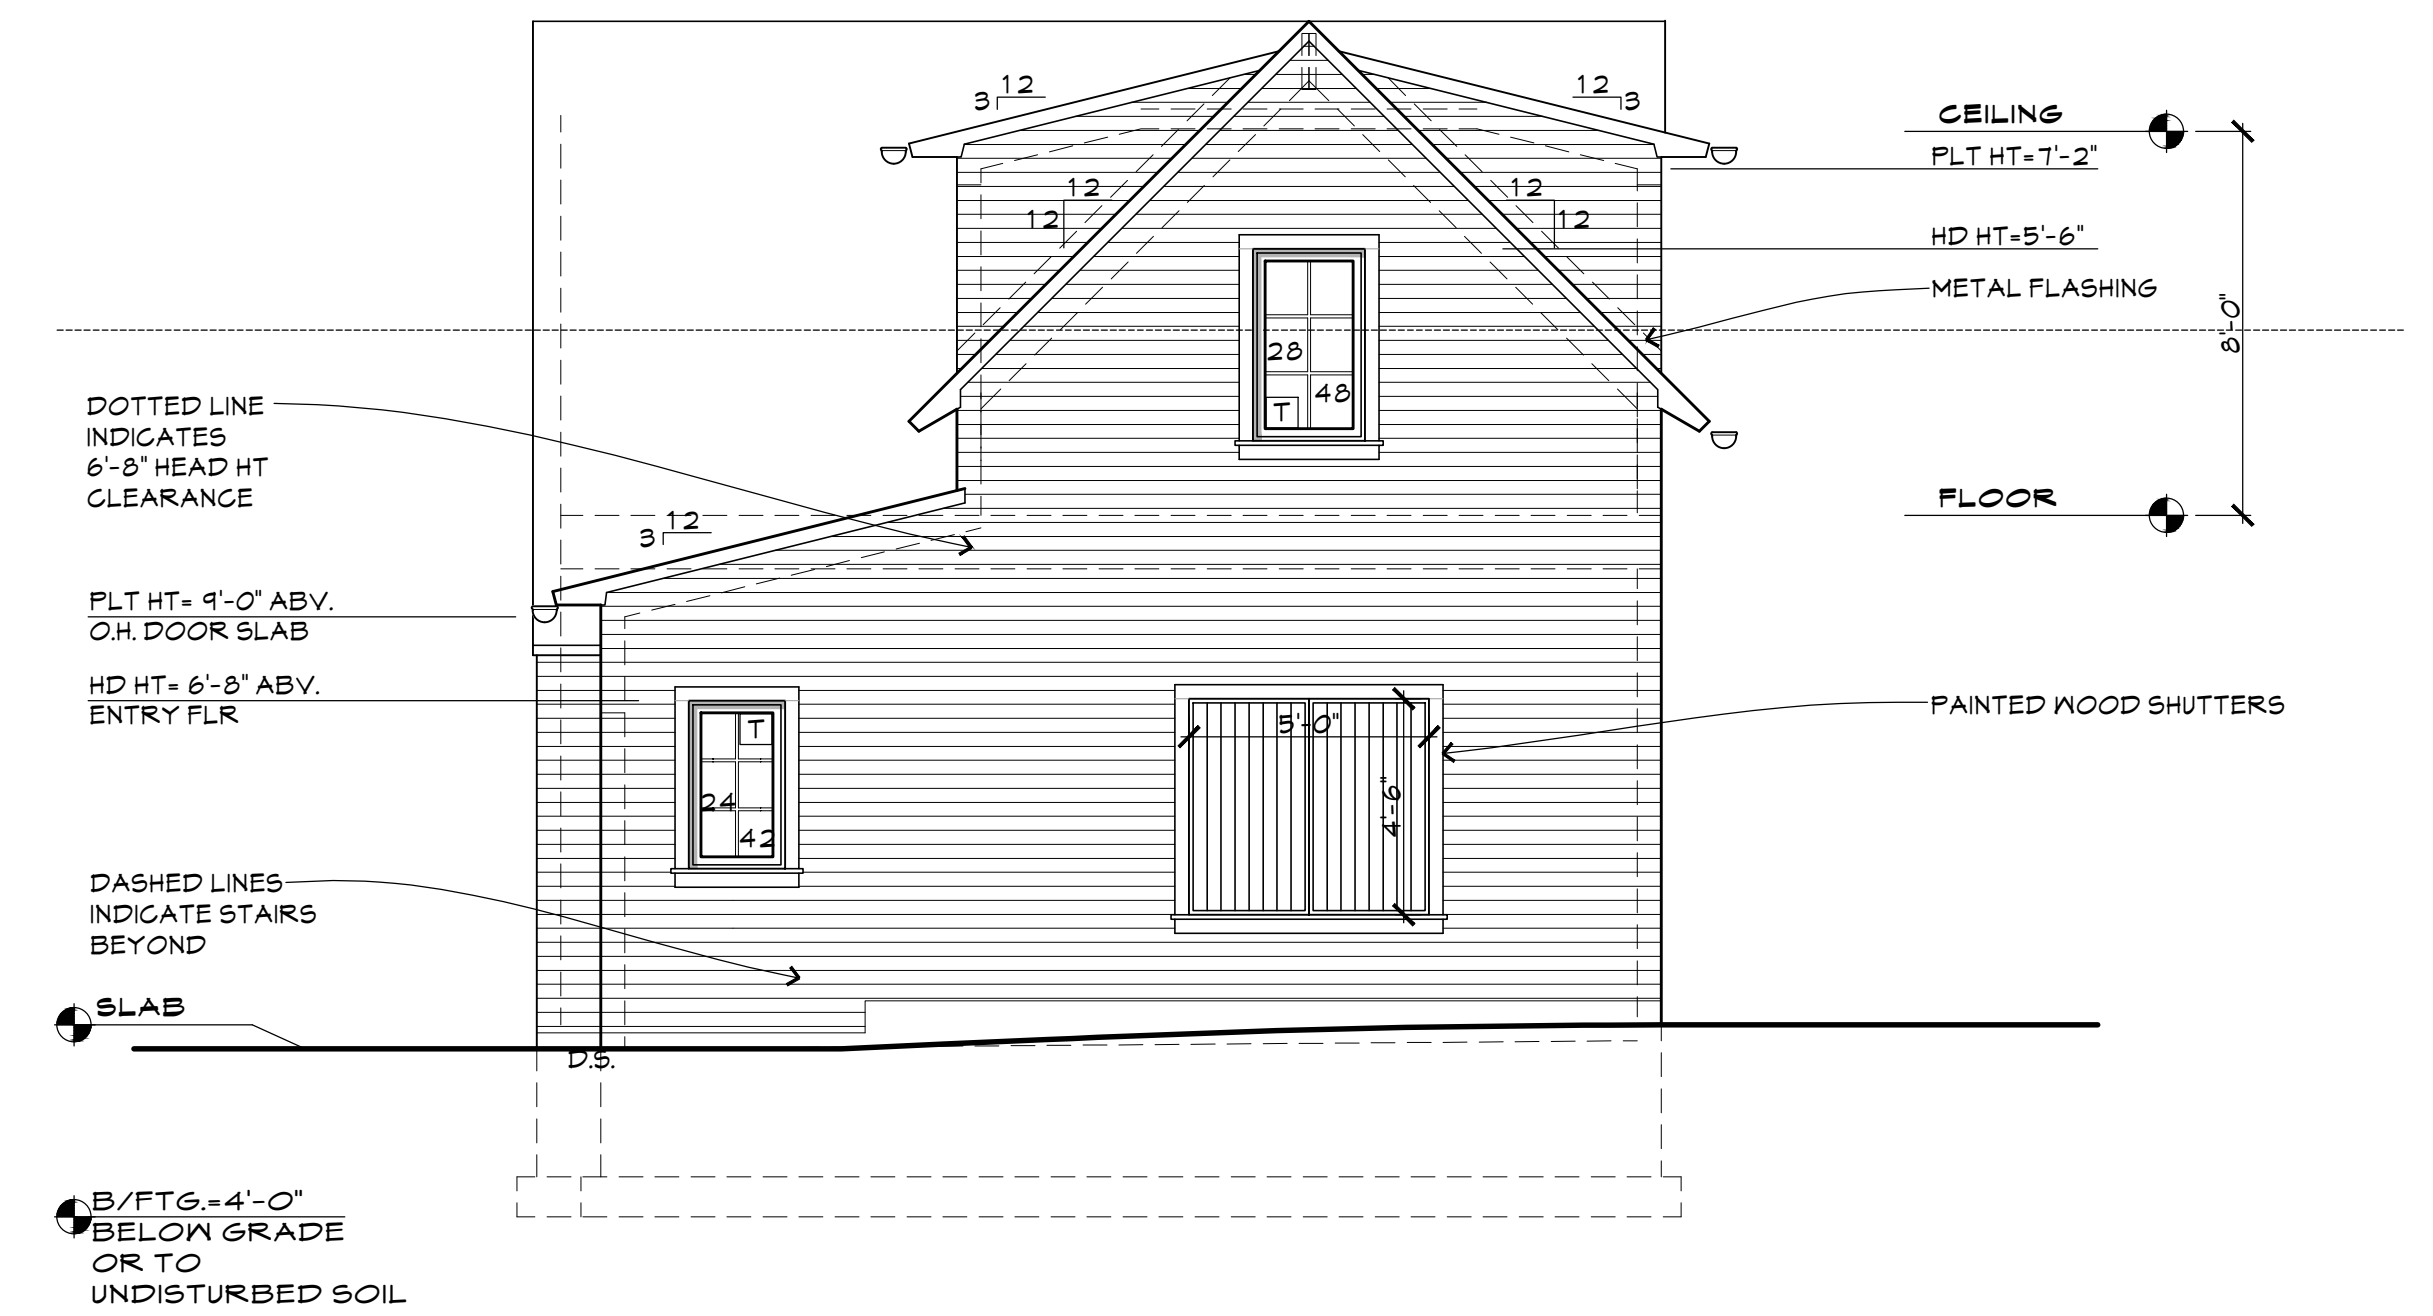 12
3
12
3
CEILING
PLT HT=7'-2"
12
12
12
12
HD HT=5'-6"
METAL FLASHING
8'-0"
28
48
T
DOTTED LINE
INDICATES
6'-8" HEAD HT
CLEARANCE
FLOOR
12
3
PLT HT= 9'-0" ABV.
O.H. DOOR SLAB
HD HT= 6'-8" ABV.
ENTRY FLR
T
24
42
5'-0"
4'-6"
PAINTED WOOD SHUTTERS
DASHED LINES
INDICATE STAIRS
BEYOND
SLAB
D.S.
B/FTG.=4'-0"
BELOW GRADE
OR TO
UNDISTURBED SOIL